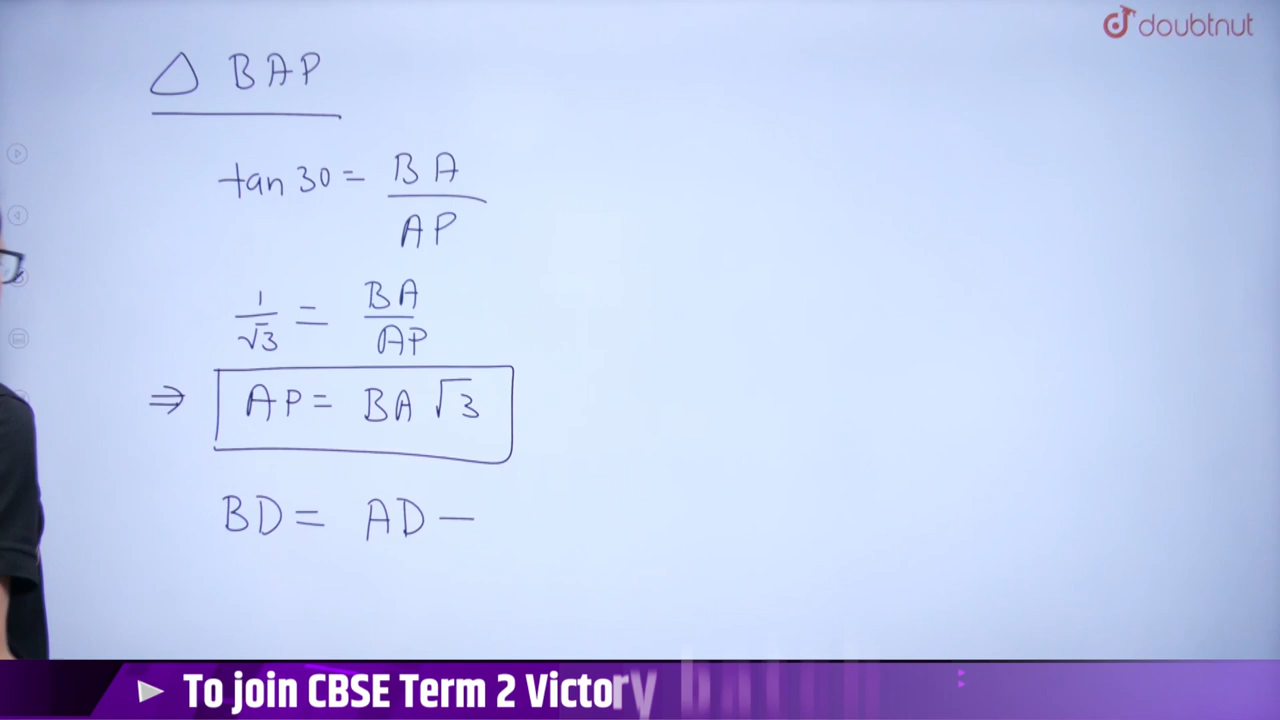 doubtnut
△ BAP
tan 30 = BA / AP
1/√3 = BA / AP
⇒ AP = BA √3
BD = AD –
To join CBSE Term 2 Victory